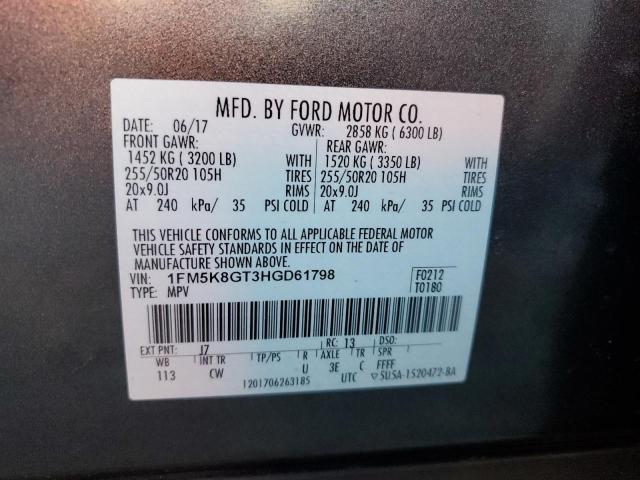 MFD. BY FORD MOTOR CO.
DATE: 06/17 GVWR: 2858 KG ( 6300 LB)
FRONT GAWR: REAR GAWR:
1452 KG ( 3200 LB) WITH 1520 KG ( 3350 LB) WITH
255/50R20 105H TIRES 255/50R20 105H TIRES
20x9.0J RIMS 20x9.0J RIMS
AT 240 kPa/ 35 PSI COLD AT 240 kPa/ 35 PSI COLD
THIS VEHICLE CONFORMS TO ALL APPLICABLE FEDERAL MOTOR
VEHICLE SAFETY STANDARDS IN EFFECT ON THE DATE OF
MANUFACTURE SHOWN ABOVE.
VIN: 1FM5K8GT3HGD61798 F0212
TYPE: MPV T0180
EXT PNT: J7 RC: 13 DSO:
WB INT TR TP/PS R AXLE TR SPR
113 CW U 3E C FFFF
1201706263185 UTC 5U5A-1520472-BA